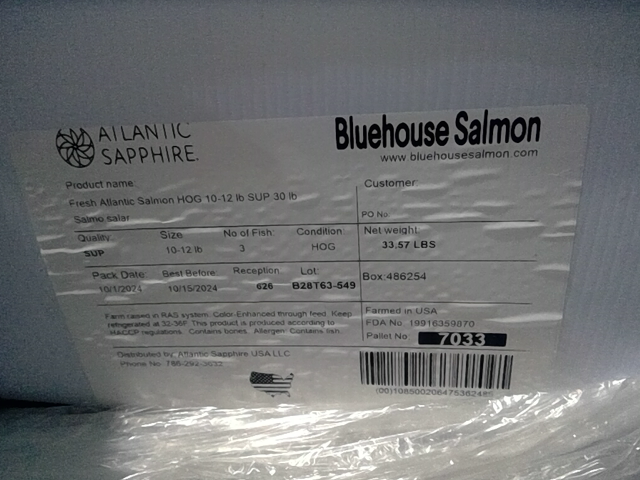 ATLANTIC
SAPPHIRE
Bluehouse Salmon
www.bluehousesalmon.com
Product name:
Fresh Atlantic Salmon HOG 10-12 lb SUP 30 lb
Salmo salar
Customer:
PO No
Quality: Size No of Fish: Condition:
SUP 10-12 lb 3 HOG
Net weight
33.57 LBS
Pack Date: Best Before: Reception Lot:
10/1/2024 10/15/2024 626 B28T63-549
Box:486254
Farm raised in RAS system. Color Enhanced through feed. Keep
refrigerated at 32-36F. This product is produced according to
HACCP regulations. Contains bones. Allergen: Contains fish.
Farmed in USA
FDA No. 19916359870
Pallet No 7033
Distributed by: Atlantic Sapphire USA LLC
Phone No.